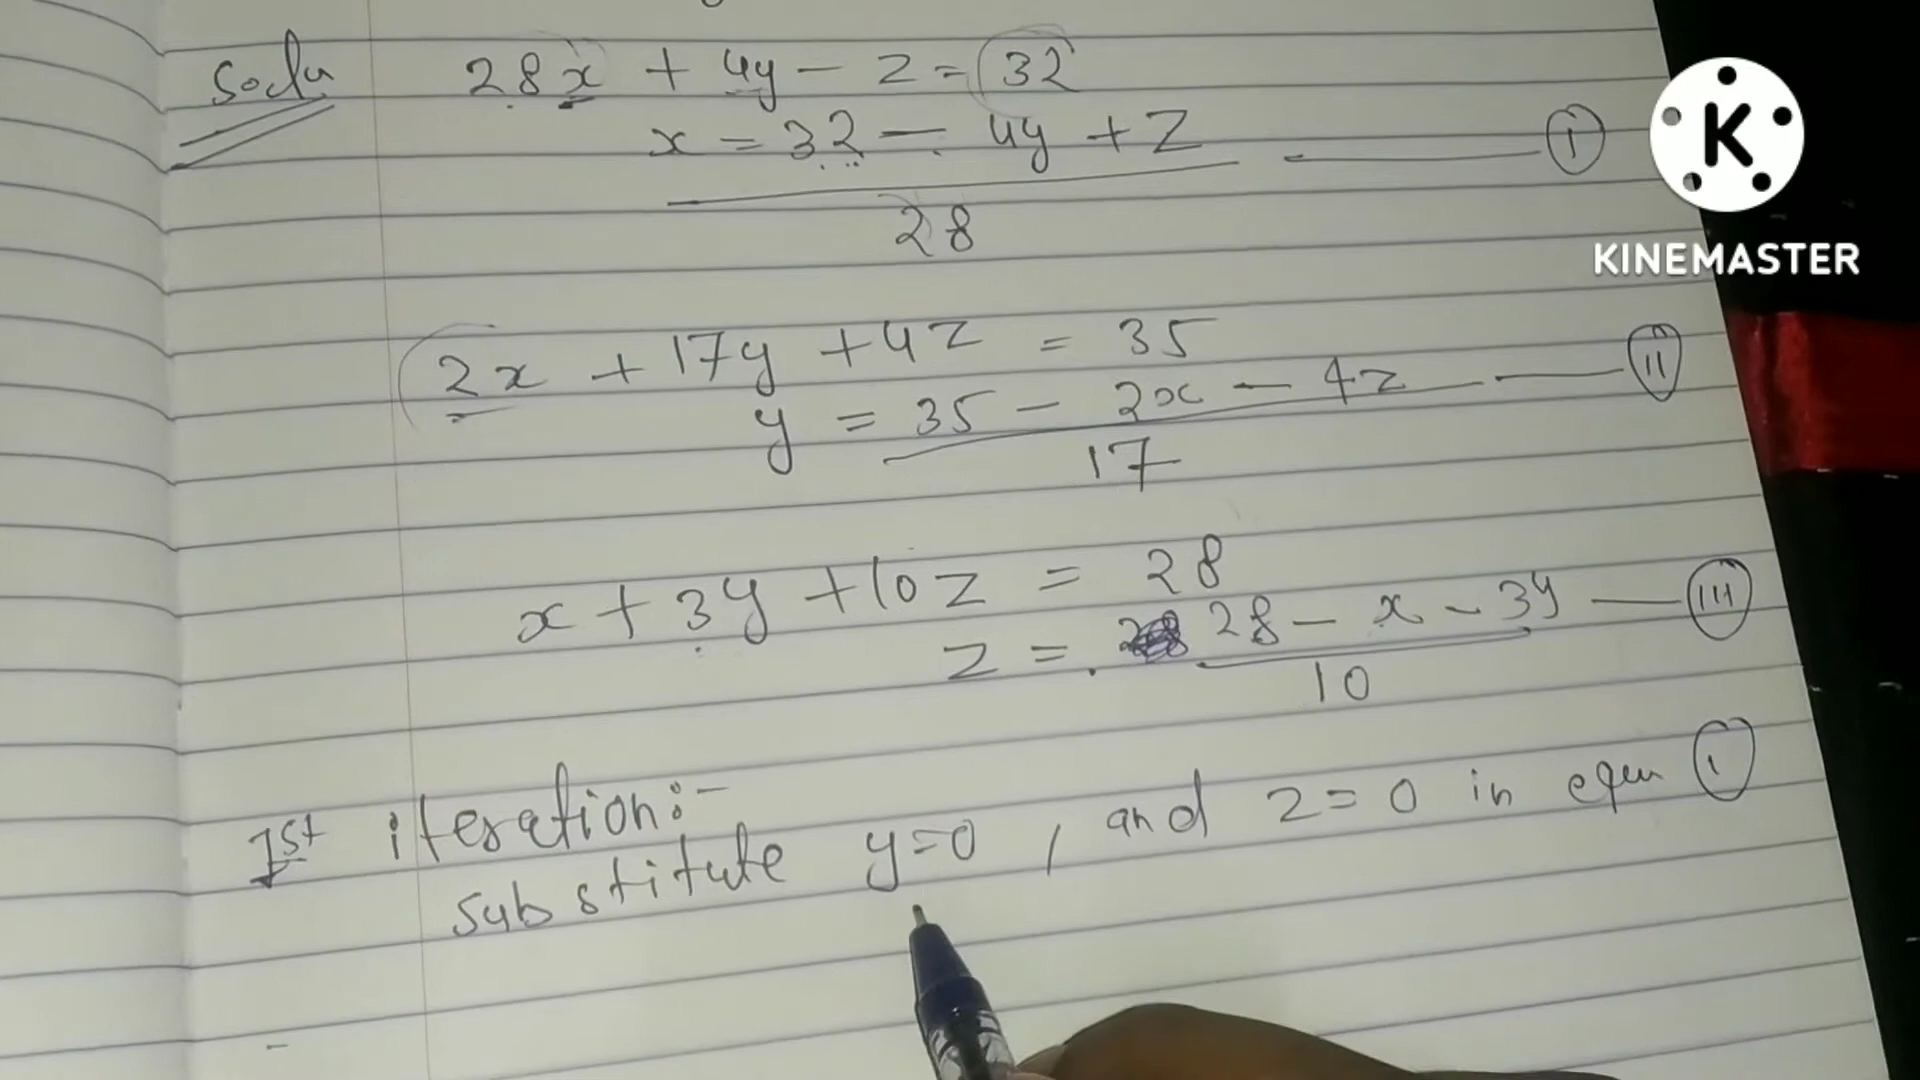 Soln 28x + 4y - z = 32
x = 32 - 4y + z
28
I
2x + 17y + 4z = 35
y = 35 - 2x - 4z
17
II
x + 3y + 10z = 28
z = 28 - x - 3y
10
III
1st iteration:-
substitute y=0, and z=0 in eqn I
K
KINEMASTER